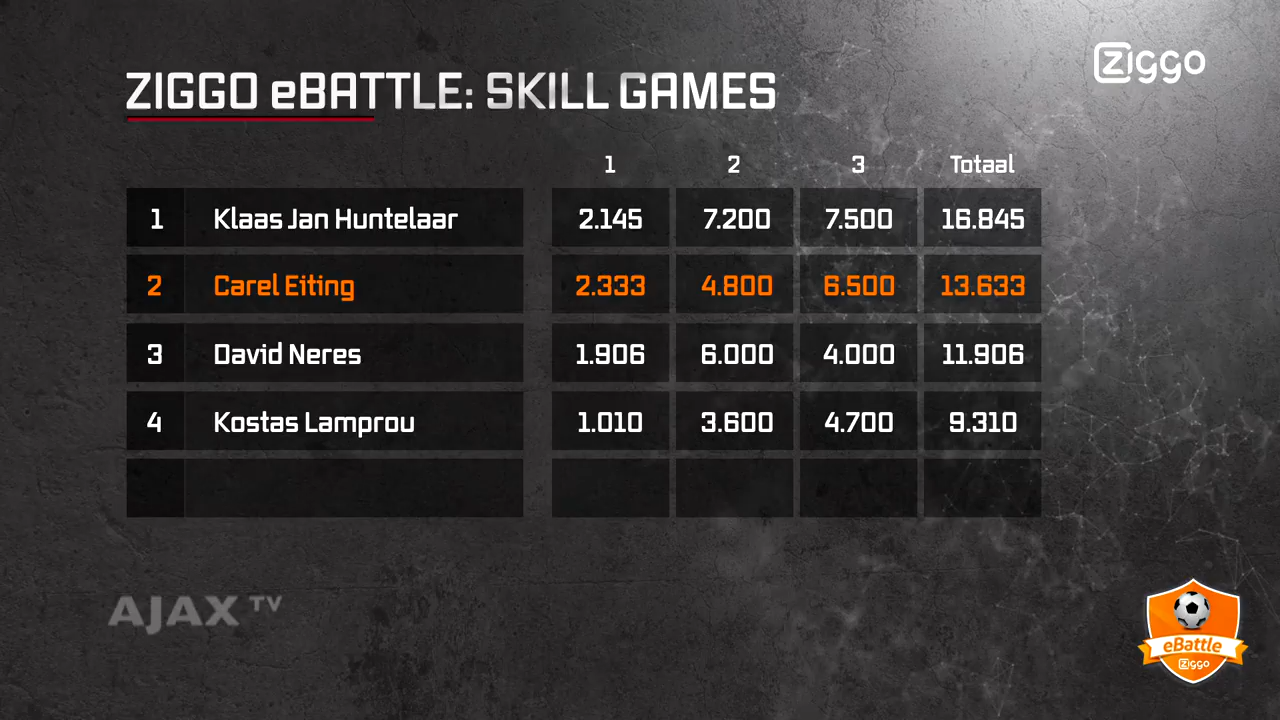 ZIGGO eBATTLE: SKILL GAMES
Ziggo
1 2 3 Totaal
1 Klaas Jan Huntelaar 2.145 7.200 7.500 16.845
2 Carel Eiting 2.333 4.800 6.500 13.633
3 David Neres 1.906 6.000 4.000 11.906
4 Kostas Lamprou 1.010 3.600 4.700 9.310
AJAX TV
eBattle
Ziggo